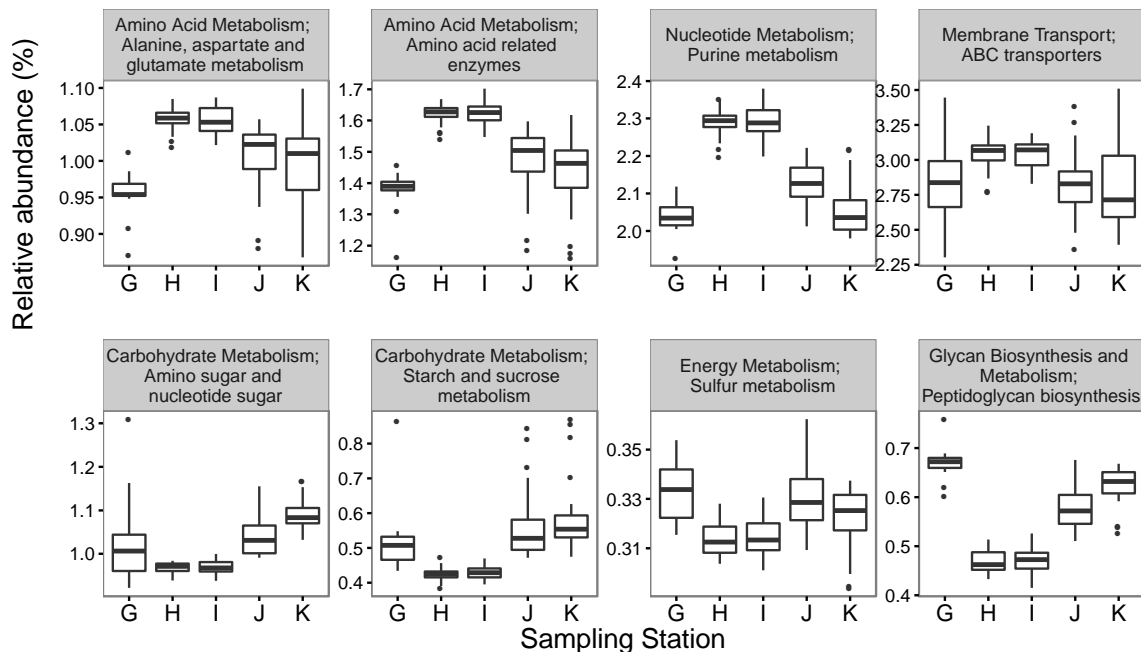 Relative abundance (%)
Amino Acid Metabolism;
Alanine, aspartate and
glutamate metabolism
1.10
1.05
1.00
0.95
0.90
G H I J K
Amino Acid Metabolism;
Amino acid related
enzymes
1.7
1.6
1.5
1.4
1.3
1.2
G H I J K
Nucleotide Metabolism;
Purine metabolism
2.4
2.3
2.2
2.1
2.0
G H I J K
Membrane Transport;
ABC transporters
3.50
3.25
3.00
2.75
2.50
2.25
G H I J K
Carbohydrate Metabolism;
Amino sugar and
nucleotide sugar
1.3
1.2
1.1
1.0
G H I J K
Carbohydrate Metabolism;
Starch and sucrose
metabolism
0.8
0.7
0.6
0.5
0.4
G H I J K
Energy Metabolism;
Sulfur metabolism
0.35
0.33
0.31
G H I J K
Glycan Biosynthesis and
Metabolism;
Peptidoglycan biosynthesis
0.7
0.6
0.5
0.4
G H I J K
Sampling Station